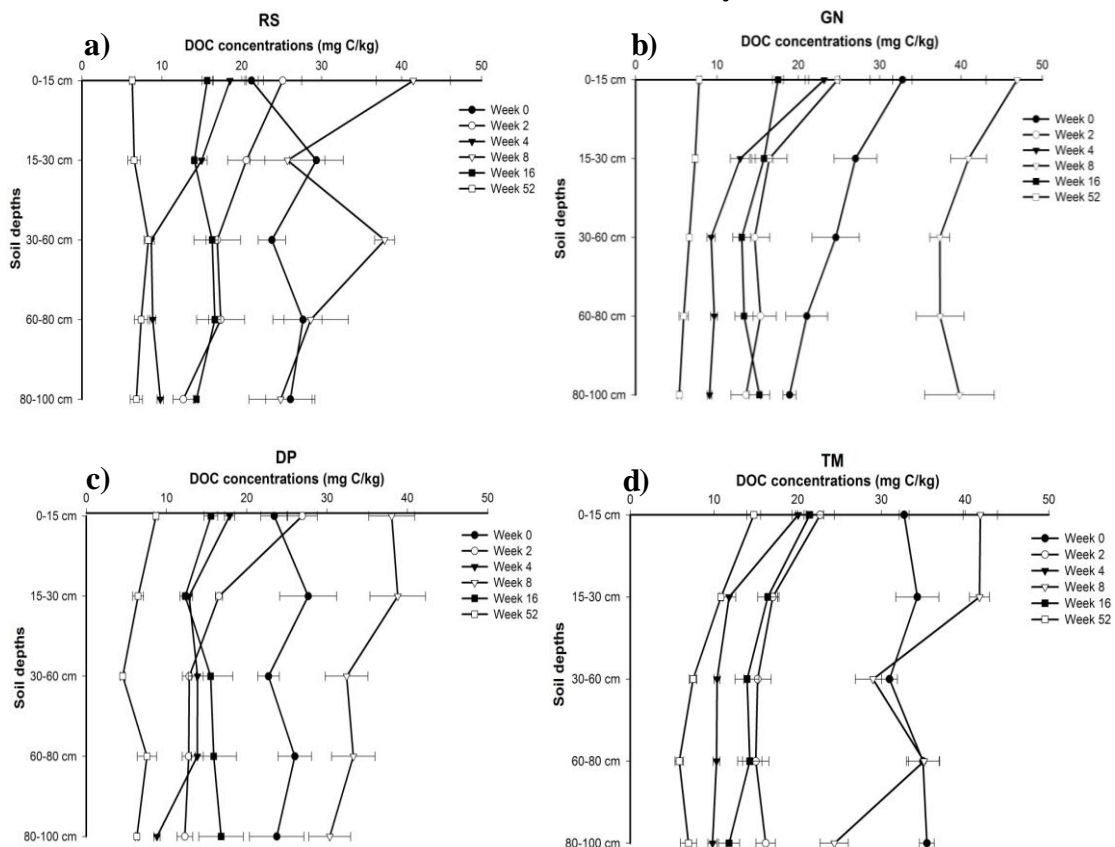 a)
RS
DOC concentrations (mg C/kg)
0 10 20 30 40 50
0-15 cm
15-30 cm
30-60 cm
60-80 cm
80-100 cm
Soil depths
Week 0
Week 2
Week 4
Week 8
Week 16
Week 52
b)
GN
DOC concentrations (mg C/kg)
0 10 20 30 40 50
0-15 cm
15-30 cm
30-60 cm
60-80 cm
80-100 cm
Soil depths
Week 0
Week 2
Week 4
Week 8
Week 16
Week 52
c)
DP
DOC concentrations (mg C/kg)
0 10 20 30 40 50
0-15 cm
15-30 cm
30-60 cm
60-80 cm
80-100 cm
Soil depths
Week 0
Week 2
Week 4
Week 8
Week 16
Week 52
d)
TM
DOC concentrations (mg C/kg)
0 10 20 30 40 50
0-15 cm
15-30 cm
30-60 cm
60-80 cm
80-100 cm
Soil depths
Week 0
Week 2
Week 4
Week 8
Week 16
Week 52